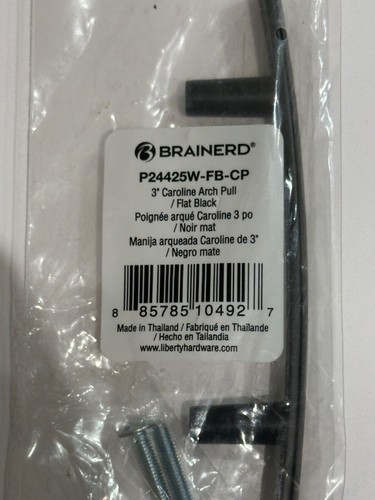 BRAINERD®
P24425W-FB-CP
3" Caroline Arch Pull
/ Flat Black
Poignée arqué Caroline 3 po
/ Noir mat
Manija arqueada Caroline de 3"
/ Negro mate
8 85785 10492 7
Made in Thailand / Fabriqué en Thaïlande
/ Hecho en Tailandia
www.libertyhardware.com